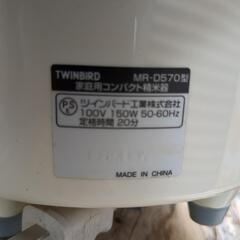 TWINBIRD MR-D570型
家庭用コンパクト精米器
PSE ツインバード工業株式会社
100V 150W 50-60Hz
定格時間 20分
MADE IN CHINA